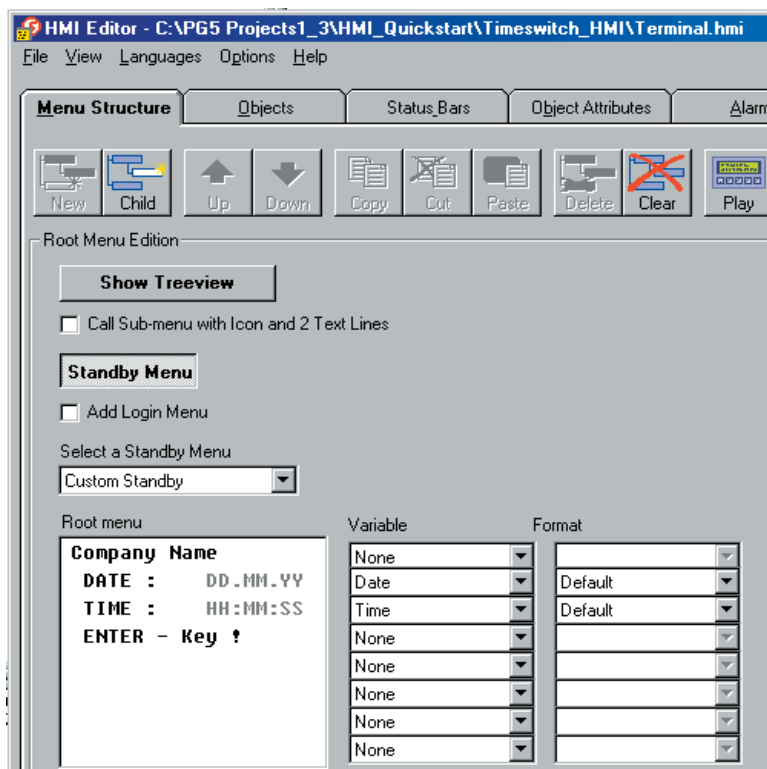 HMI Editor - C:\PG5 Projects1_3\HMI_Quickstart\Timeswitch_HMI\Terminal.hmi
File View Languages Options Help
Menu Structure Objects Status Bars Object Attributes Alarm
New Child Up Down Copy Cut Paste Delete Clear Play
Root Menu Edition
Show Treeview
Call Sub-menu with Icon and 2 Text Lines
Standby Menu
Add Login Menu
Select a Standby Menu
Custom Standby
Root menu Variable Format
Company Name None
DATE : DD.MM.YY Date Default
TIME : HH:MM:SS Time Default
ENTER - Key ! None
None
None
None
None